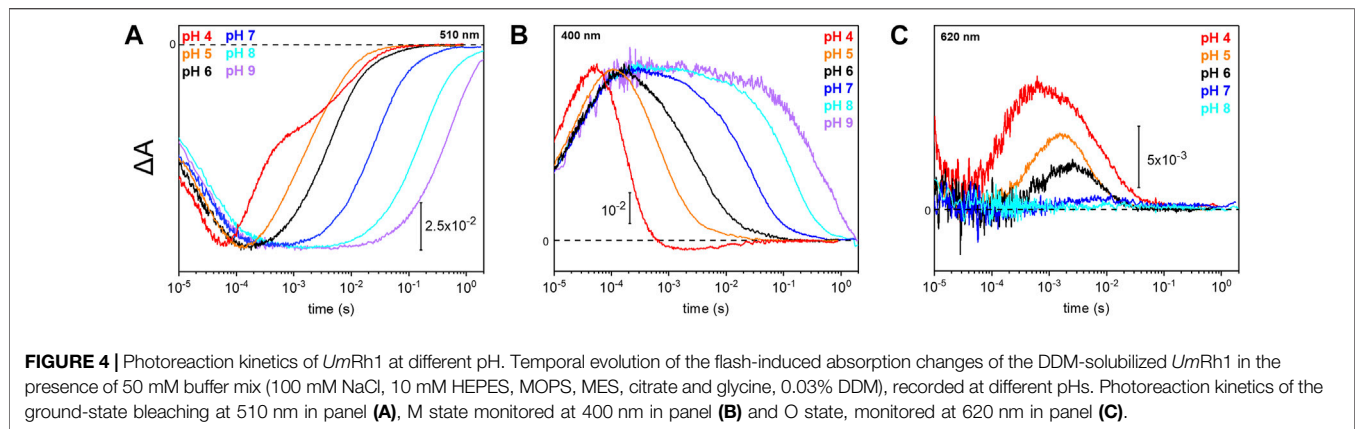 A
pH 4 pH 7 510 nm
pH 5 pH 8
pH 6 pH 9
0
ΔA
2.5x10⁻²
10⁻⁵ 10⁻⁴ 10⁻³ 10⁻² 10⁻¹ 10⁰
time (s)
B
400 nm
pH 4
pH 5
pH 6
pH 7
pH 8
pH 9
10⁻²
0
10⁻⁵ 10⁻⁴ 10⁻³ 10⁻² 10⁻¹ 10⁰
time (s)
C
620 nm
pH 4
pH 5
pH 6
pH 7
pH 8
5x10⁻³
0
10⁻⁵ 10⁻⁴ 10⁻³ 10⁻² 10⁻¹ 10⁰
time (s)
FIGURE 4 | Photoreaction kinetics of UmRh1 at different pH. Temporal evolution of the flash-induced absorption changes of the DDM-solubilized UmRh1 in the
presence of 50 mM buffer mix (100 mM NaCl, 10 mM HEPES, MOPS, MES, citrate and glycine, 0.03% DDM), recorded at different pHs. Photoreaction kinetics of the
ground-state bleaching at 510 nm in panel (A), M state monitored at 400 nm in panel (B) and O state, monitored at 620 nm in panel (C).